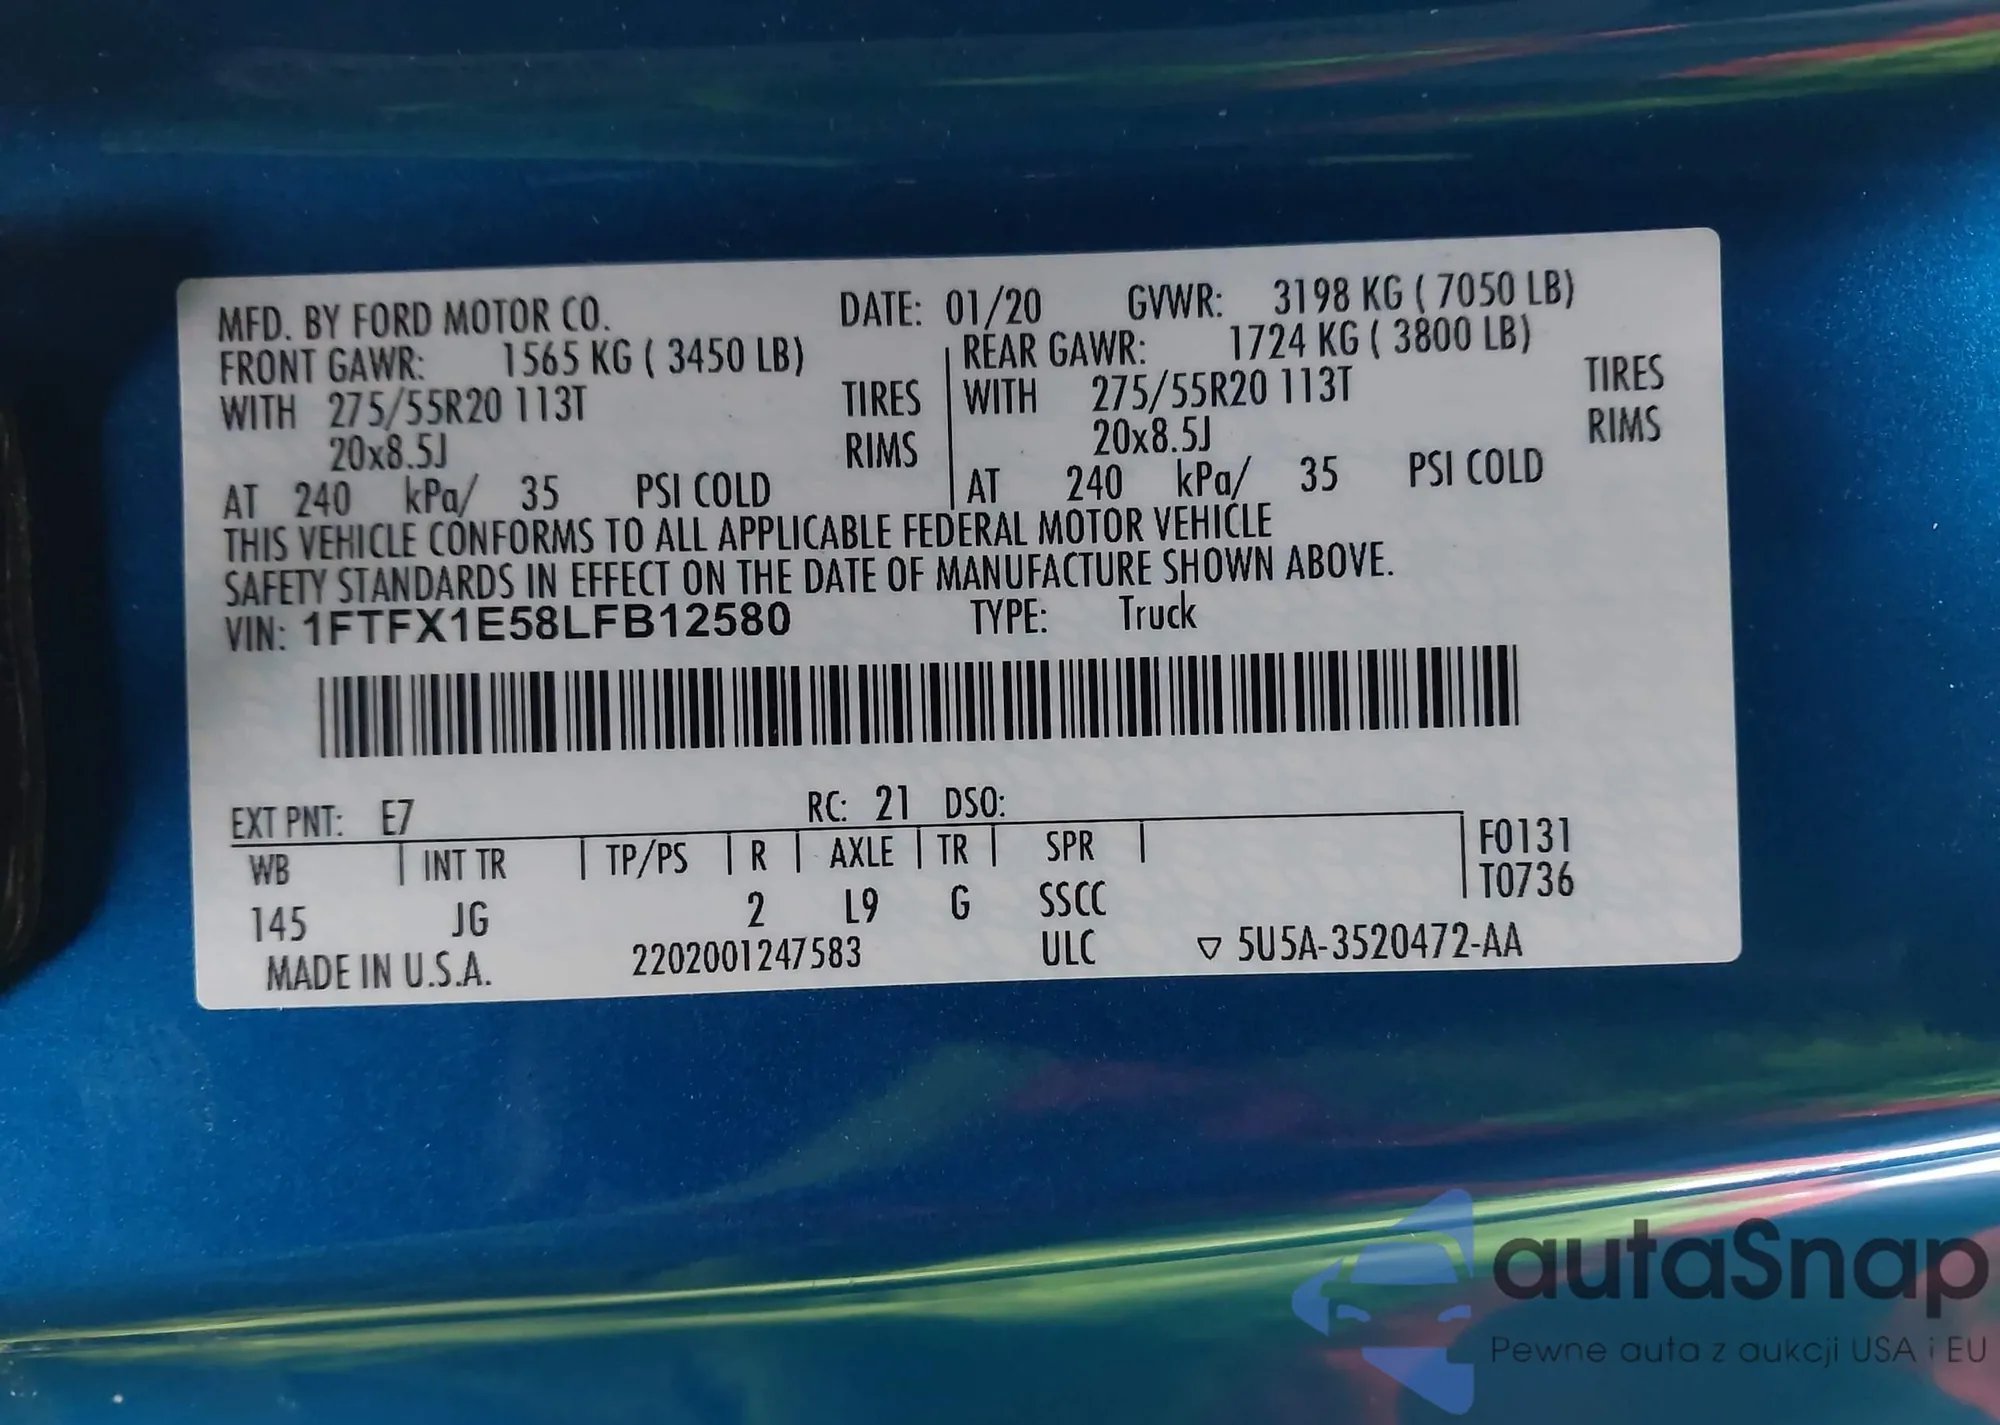 MFD. BY FORD MOTOR CO. DATE: 01/20 GVWR: 3198 KG ( 7050 LB)
FRONT GAWR: 1565 KG ( 3450 LB) REAR GAWR: 1724 KG ( 3800 LB)
WITH 275/55R20 113T TIRES WITH 275/55R20 113T TIRES
20x8.5J RIMS 20x8.5J RIMS
AT 240 kPa/ 35 PSI COLD AT 240 kPa/ 35 PSI COLD
THIS VEHICLE CONFORMS TO ALL APPLICABLE FEDERAL MOTOR VEHICLE
SAFETY STANDARDS IN EFFECT ON THE DATE OF MANUFACTURE SHOWN ABOVE.
VIN: 1FTFX1E58LFB12580 TYPE: Truck
EXT PNT: E7 RC: 21 DSO:
WB INT TR TP/PS R AXLE TR SPR F0131
T0736
145 JG 2 L9 G SSCC
MADE IN U.S.A. 2202001247583 ULC ▽ 5U5A-3520472-AA
autaSnap
Pewne auta z aukcji USA i EU